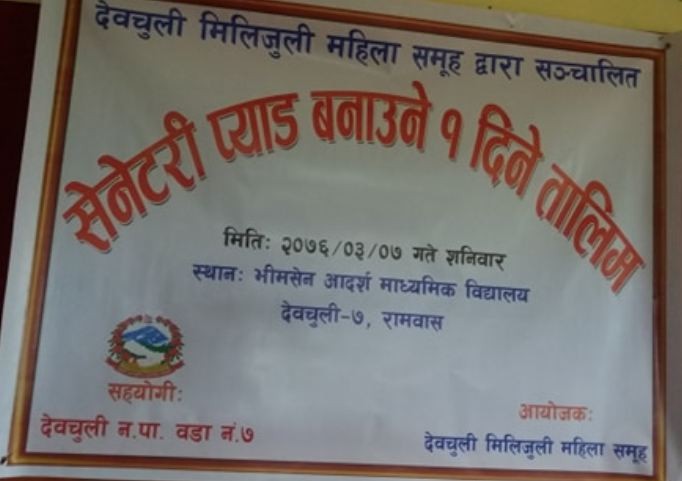 देवचुली मिलिजुली महिला समूह द्वारा सञ्चालित
सेनेटरी प्याड बनाउने १ दिने तालिम
मितिः २०७६/०३/०७ गते शनिवार
स्थानः भीमसेन आदर्श माध्यमिक विद्यालय
देवचुली-७, रामवास
सहयोगीः
देवचुली न.पा. वडा नं.७
आयोजकः
देवचुली मिलिजुली महिला समूह